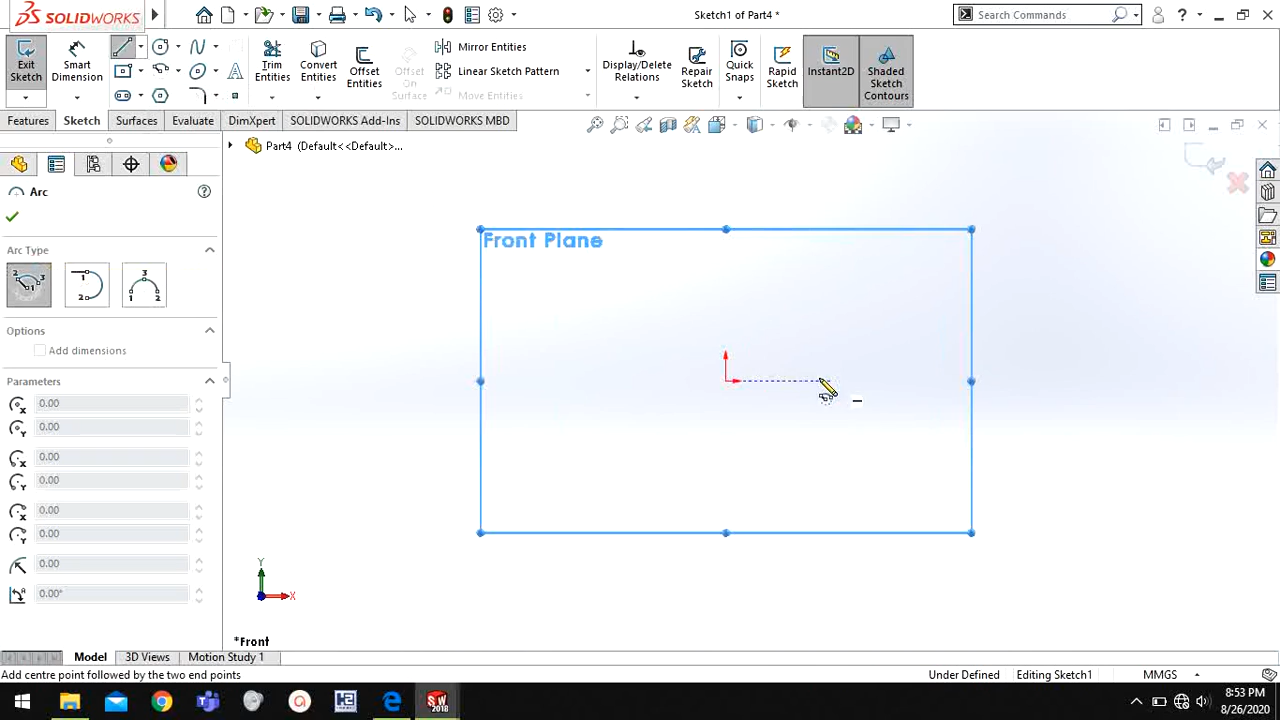 SOLIDWORKS
Sketch1 of Part4 *
Search Commands
Exit Sketch
Smart Dimension
Trim Entities
Convert Entities
Offset Entities
Offset On Surface
Mirror Entities
Linear Sketch Pattern
Move Entities
Display/Delete Relations
Repair Sketch
Quick Snaps
Rapid Sketch
Instant2D
Shaded Sketch Contours
Features
Sketch
Surfaces
Evaluate
DimXpert
SOLIDWORKS Add-Ins
SOLIDWORKS MBD
Part4 (Default<<Default>...
Arc
Arc Type
Options
Add dimensions
Parameters
0.00
0.00
0.00
0.00
0.00
0.00
0.00
0.00°
Front Plane
Y
X
*Front
Model
3D Views
Motion Study 1
Add centre point followed by the two end points
Under Defined
Editing Sketch1
MMGS
8:53 PM
8/26/2020